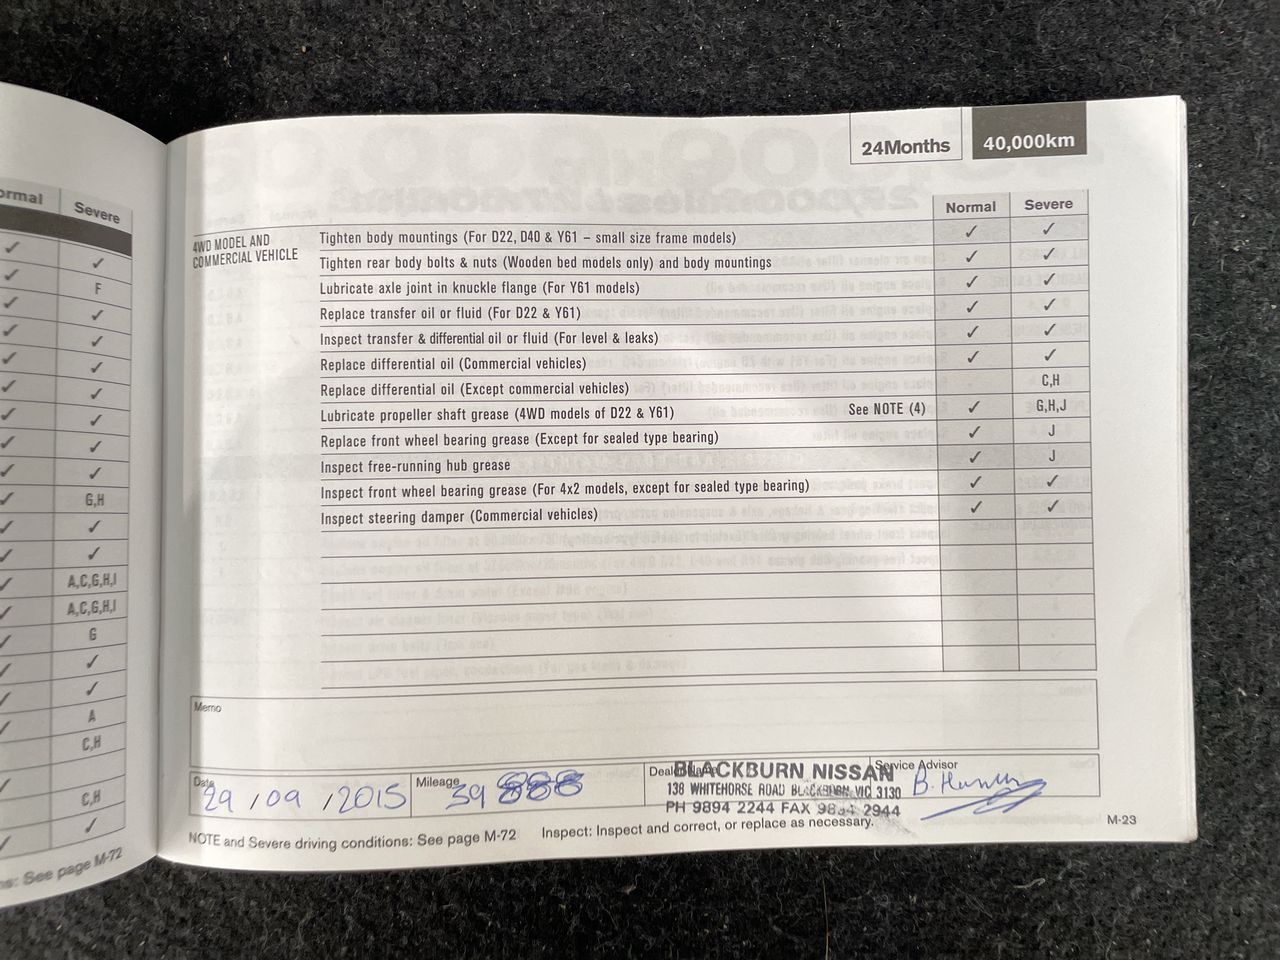 Severe
F
G,H
A,C,G,H,I
A,C,G,H,I
G
A
C,H
C,H
See page M-72
24Months 40,000km
Normal Severe
4WD MODEL AND
COMMERCIAL VEHICLE
Tighten body mountings (For D22, D40 & Y61 – small size frame models) ✓ ✓
Tighten rear body bolts & nuts (Wooden bed models only) and body mountings ✓ ✓
Lubricate axle joint in knuckle flange (For Y61 models) ✓ ✓
Replace transfer oil or fluid (For D22 & Y61) ✓ ✓
Inspect transfer & differential oil or fluid (For level & leaks) ✓ ✓
Replace differential oil (Commercial vehicles) ✓ ✓
Replace differential oil (Except commercial vehicles) C,H
Lubricate propeller shaft grease (4WD models of D22 & Y61) See NOTE (4) ✓ G,H,J
Replace front wheel bearing grease (Except for sealed type bearing) ✓ J
Inspect free-running hub grease ✓ J
Inspect front wheel bearing grease (For 4x2 models, except for sealed type bearing) ✓ ✓
Inspect steering damper (Commercial vehicles) ✓ ✓
Memo
Date 29/09/2015
Mileage 39 888
BLACKBURN NISSAN
138 WHITEHORSE ROAD BLACKBURN, VIC 3130
PH 9894 2244 FAX 9894 2944
Service Advisor
NOTE and Severe driving conditions: See page M-72 Inspect: Inspect and correct, or replace as necessary.
M-23